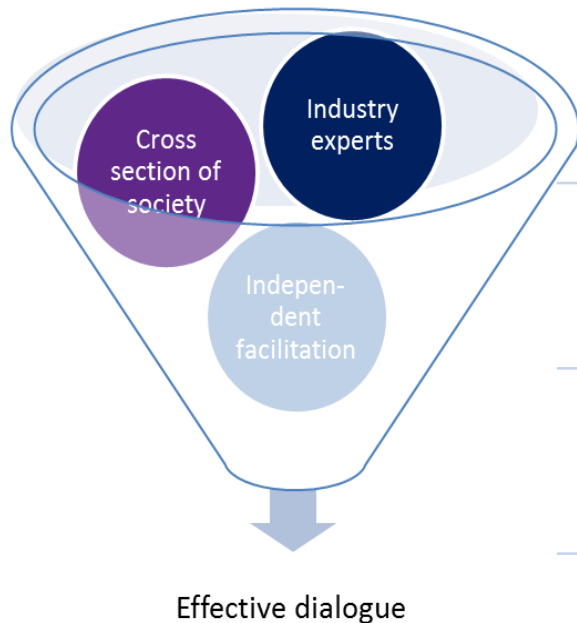 Industry
experts
Cross
section of
society
Indepen-
dent
facilitation
Effective dialogue